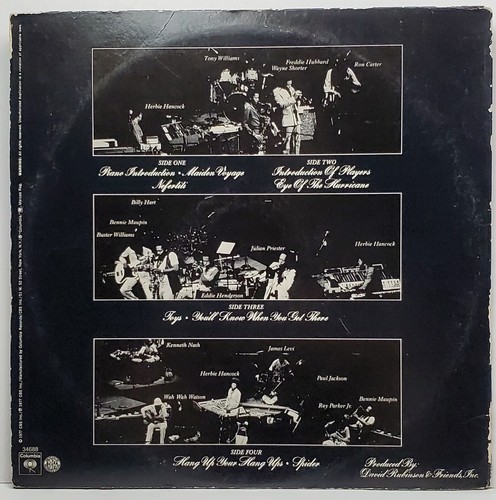 Tony Williams
Freddie Hubbard
Wayne Shorter
Ron Carter
Herbie Hancock
SIDE ONE
Piano Introduction • Maiden Voyage
Nefertiti
SIDE TWO
Introduction Of Players
Eye Of The Hurricane
Billy Hart
Bennie Maupin
Buster Williams
Julian Priester
Herbie Hancock
Eddie Henderson
SIDE THREE
Toys • You'll Know When You Get There
Kenneth Nash
James Levi
Herbie Hancock
Paul Jackson
Wah Wah Watson
Ray Parker Jr.
Bennie Maupin
SIDE FOUR
Hang Up Your Hang Ups • Spider
Produced By:
David Rubinson & Friends, Inc.
34688
Columbia